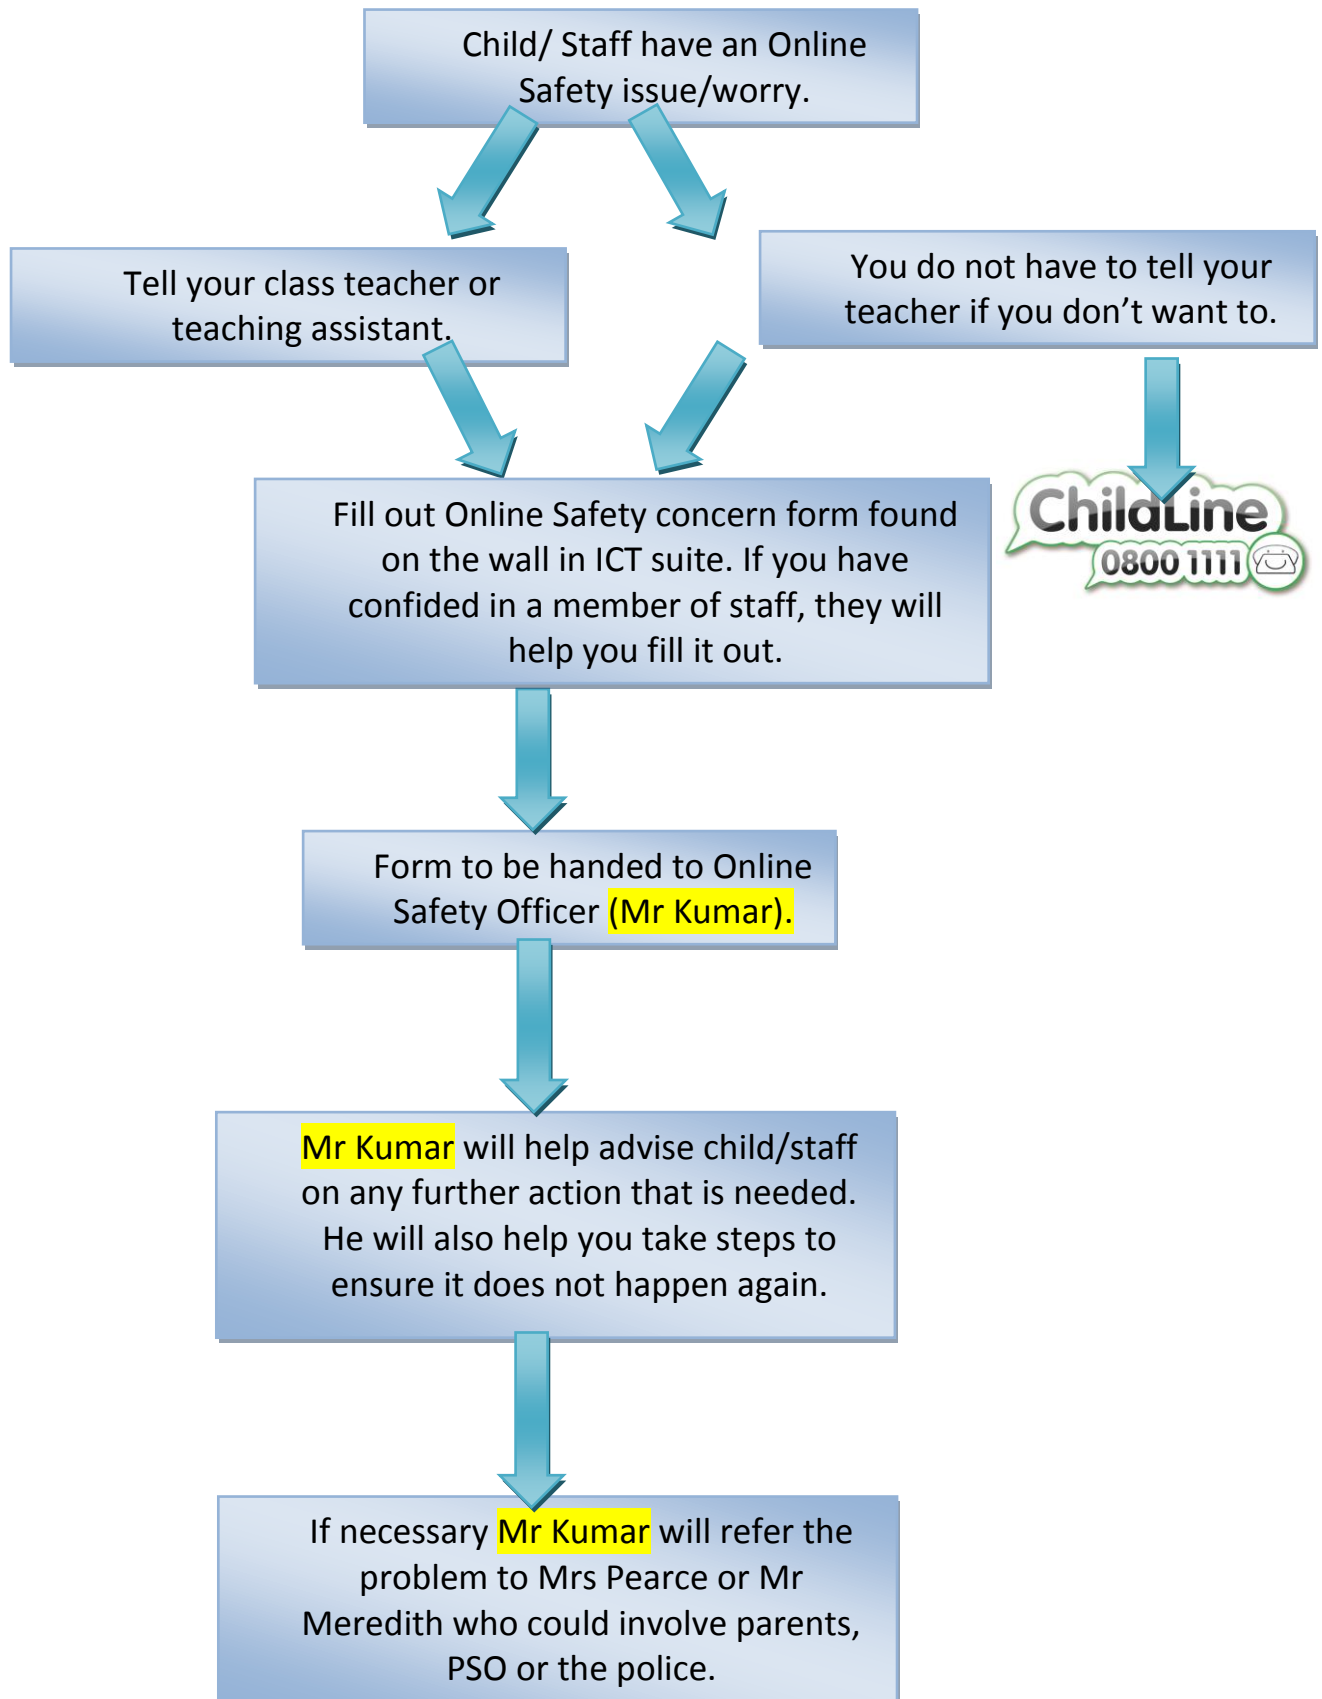 Child/ Staff have an Online
Safety issue/worry.
Tell your class teacher or
teaching assistant.
You do not have to tell your
teacher if you don’t want to.
Fill out Online Safety concern form found
on the wall in ICT suite. If you have
confided in a member of staff, they will
help you fill it out.
ChildLine
0800 1111
Form to be handed to Online
Safety Officer (Mr Kumar).
Mr Kumar will help advise child/staff
on any further action that is needed.
He will also help you take steps to
ensure it does not happen again.
If necessary Mr Kumar will refer the
problem to Mrs Pearce or Mr
Meredith who could involve parents,
PSO or the police.